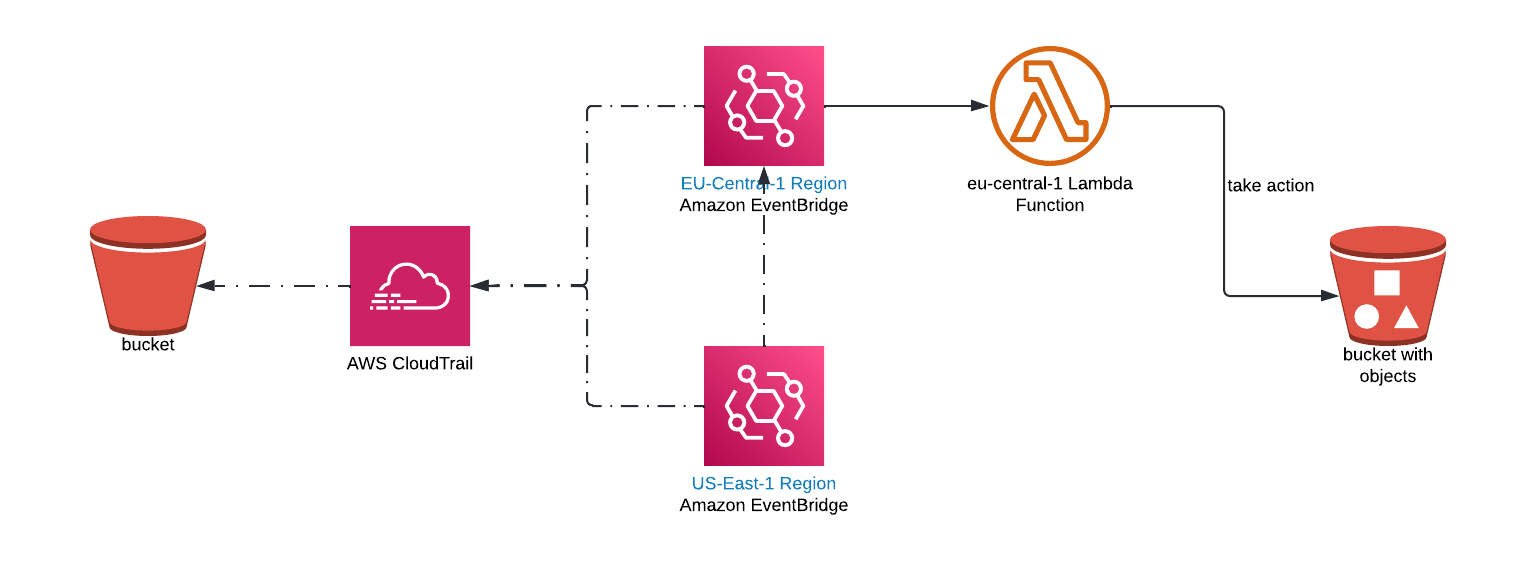 bucket
AWS CloudTrail
EU-Central-1 Region
Amazon EventBridge
US-East-1 Region
Amazon EventBridge
eu-central-1 Lambda
Function
take action
bucket with
objects